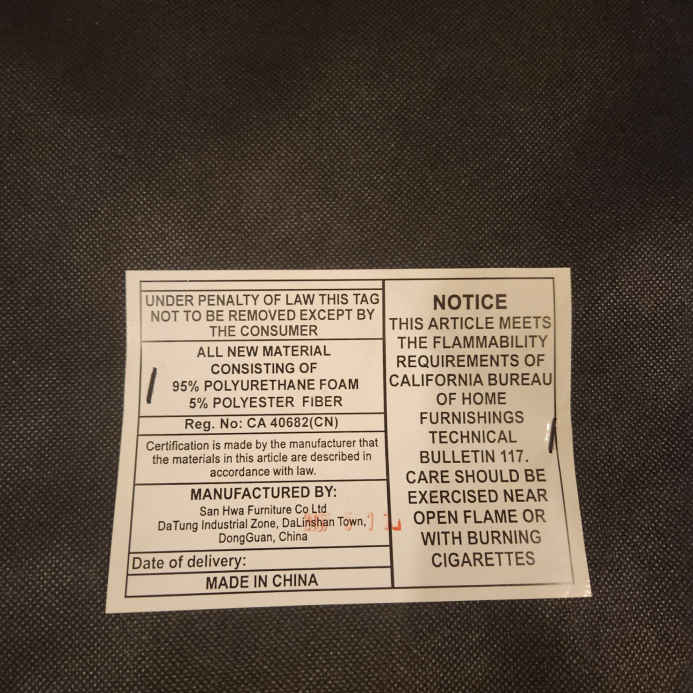 UNDER PENALTY OF LAW THIS TAG
NOT TO BE REMOVED EXCEPT BY
THE CONSUMER
ALL NEW MATERIAL
CONSISTING OF
95% POLYURETHANE FOAM
5% POLYESTER FIBER
Reg. No: CA 40682(CN)
Certification is made by the manufacturer that
the materials in this article are described in
accordance with law.
MANUFACTURED BY:
San Hwa Furniture Co Ltd
DaTung Industrial Zone, DaLinshan Town,
DongGuan, China
Date of delivery:
MADE IN CHINA
NOTICE
THIS ARTICLE MEETS
THE FLAMMABILITY
REQUIREMENTS OF
CALIFORNIA BUREAU
OF HOME
FURNISHINGS
TECHNICAL
BULLETIN 117.
CARE SHOULD BE
EXERCISED NEAR
OPEN FLAME OR
WITH BURNING
CIGARETTES